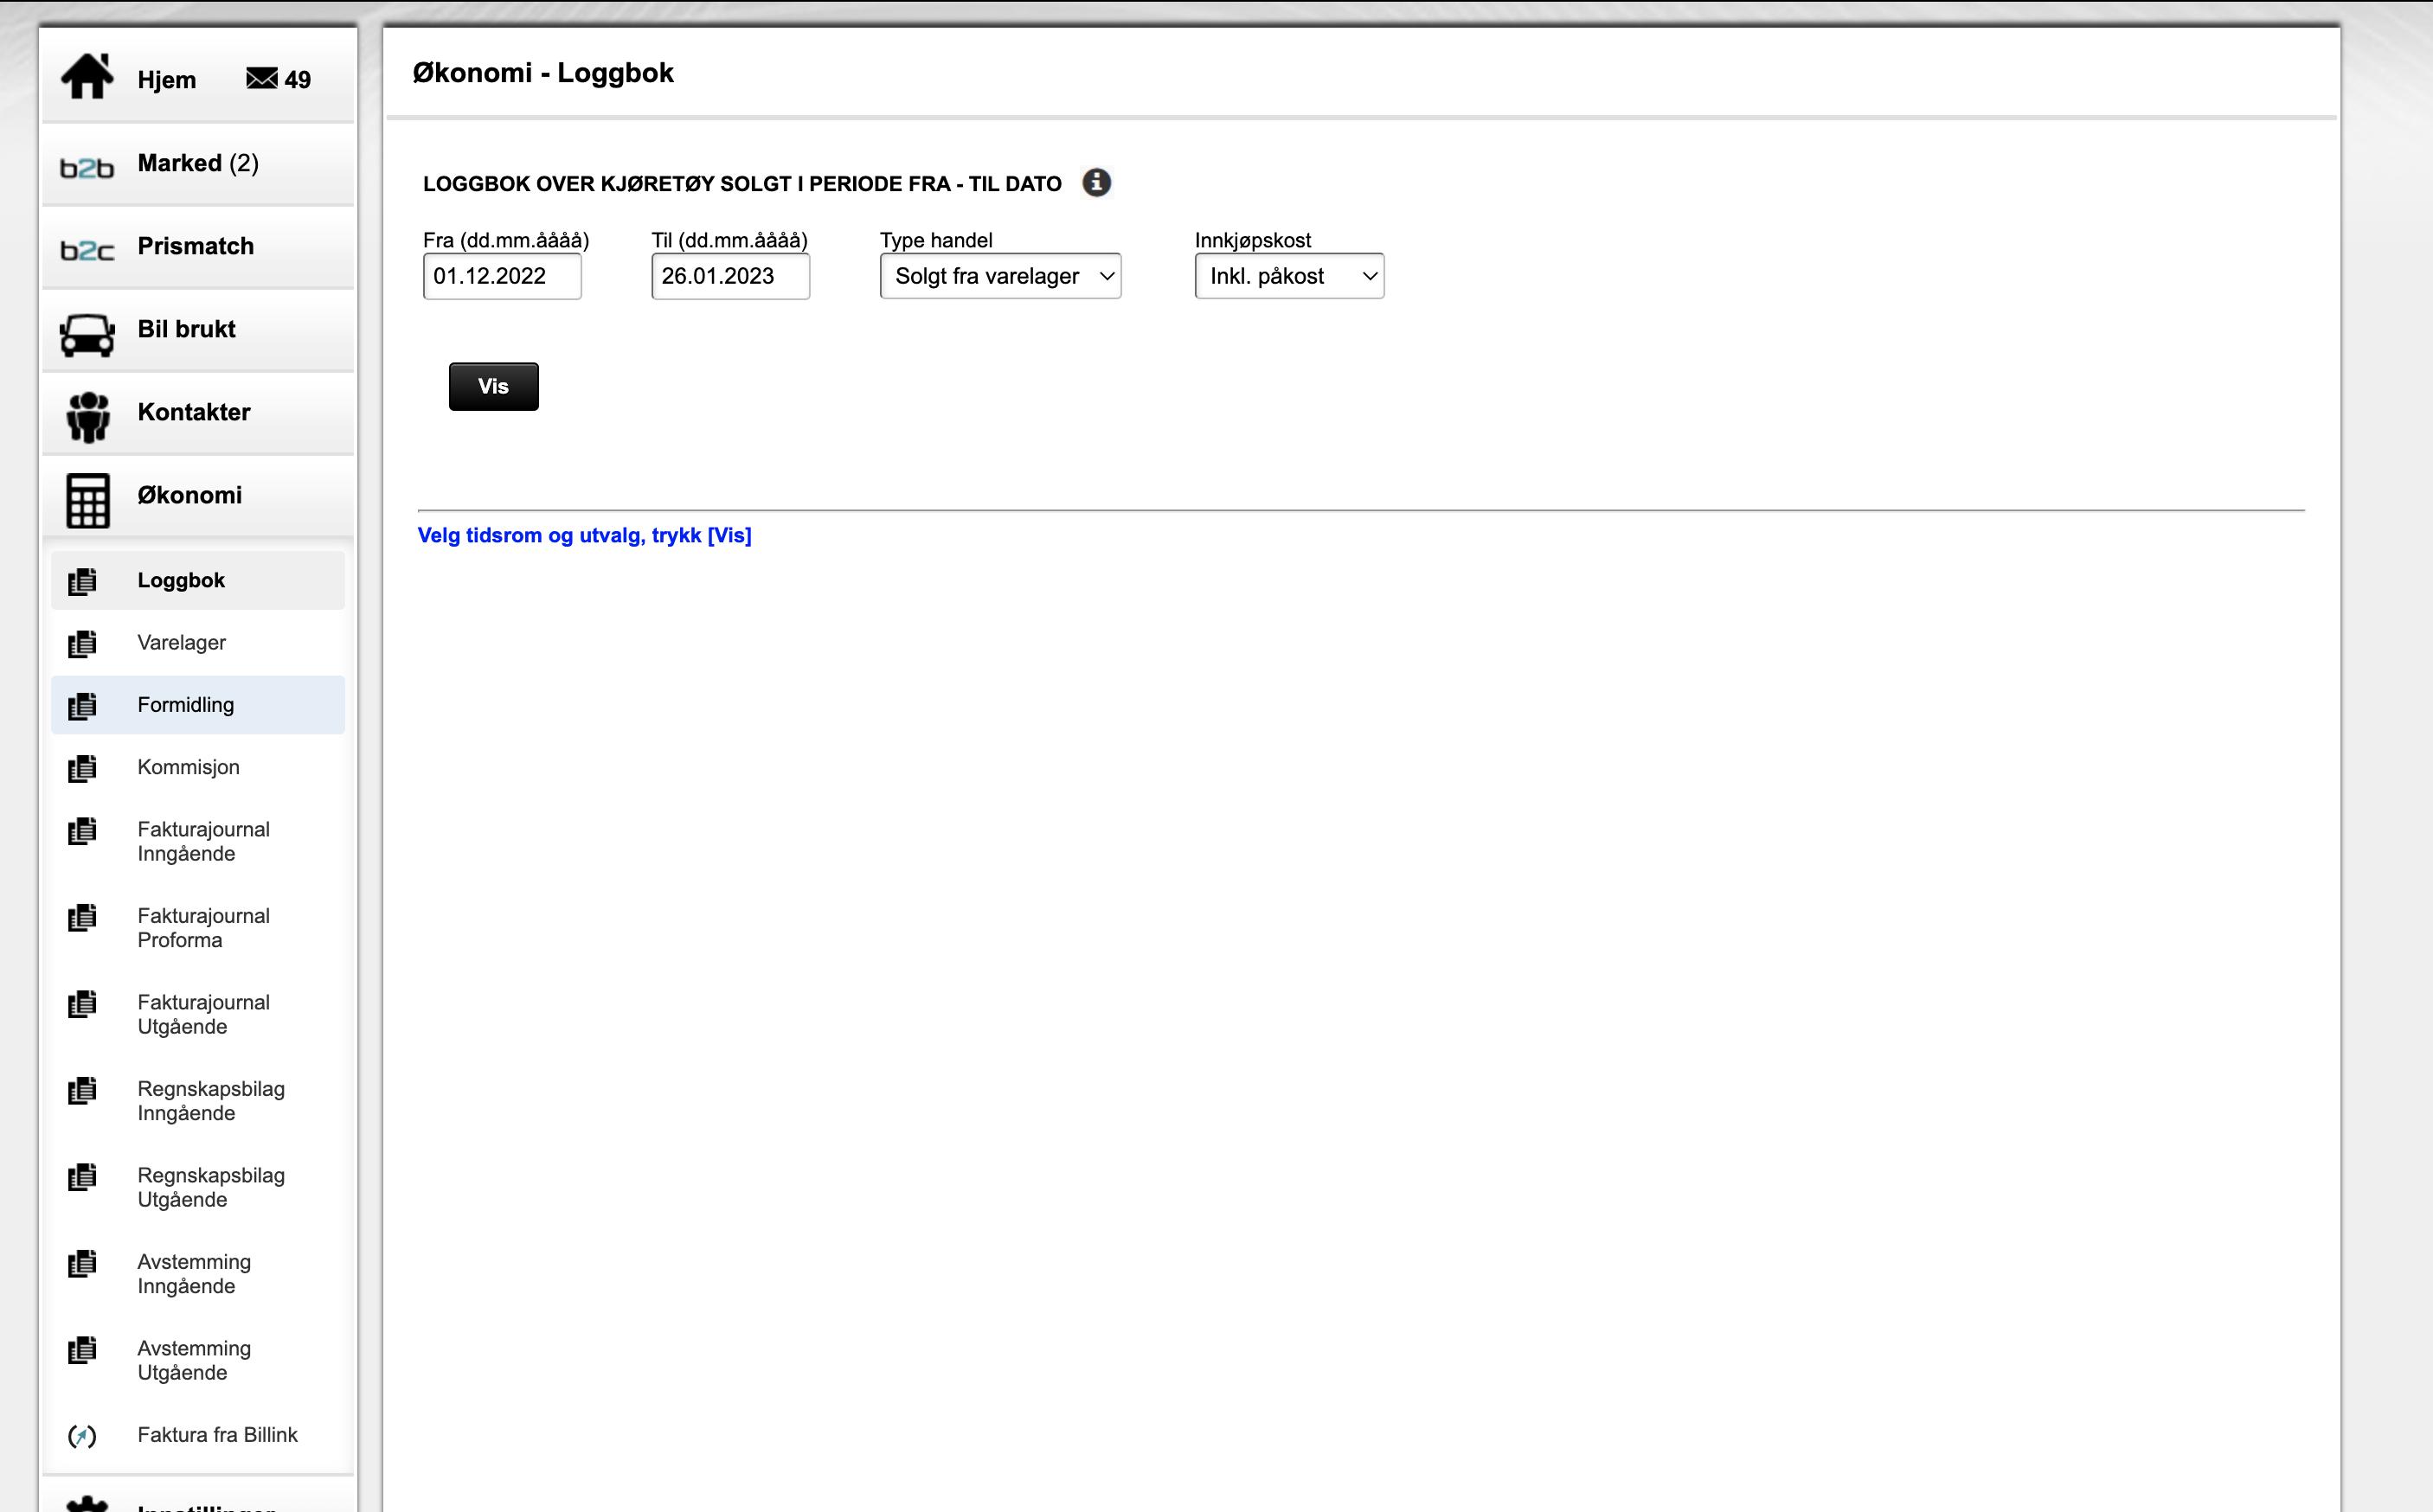 Hjem 49
b2b Marked (2)
b2c Prismatch
Bil brukt
Kontakter
Økonomi
Loggbok
Varelager
Formidling
Kommisjon
Fakturajournal
Inngående
Fakturajournal
Proforma
Fakturajournal
Utgående
Regnskapsbilag
Inngående
Regnskapsbilag
Utgående
Avstemming
Inngående
Avstemming
Utgående
Faktura fra Billink
Innstillinger
Økonomi - Loggbok
LOGGBOK OVER KJØRETØY SOLGT I PERIODE FRA - TIL DATO
Fra (dd.mm.åååå) Til (dd.mm.åååå) Type handel Innkjøpskost
01.12.2022 26.01.2023 Solgt fra varelager Inkl. påkost
Vis
Velg tidsrom og utvalg, trykk [Vis]